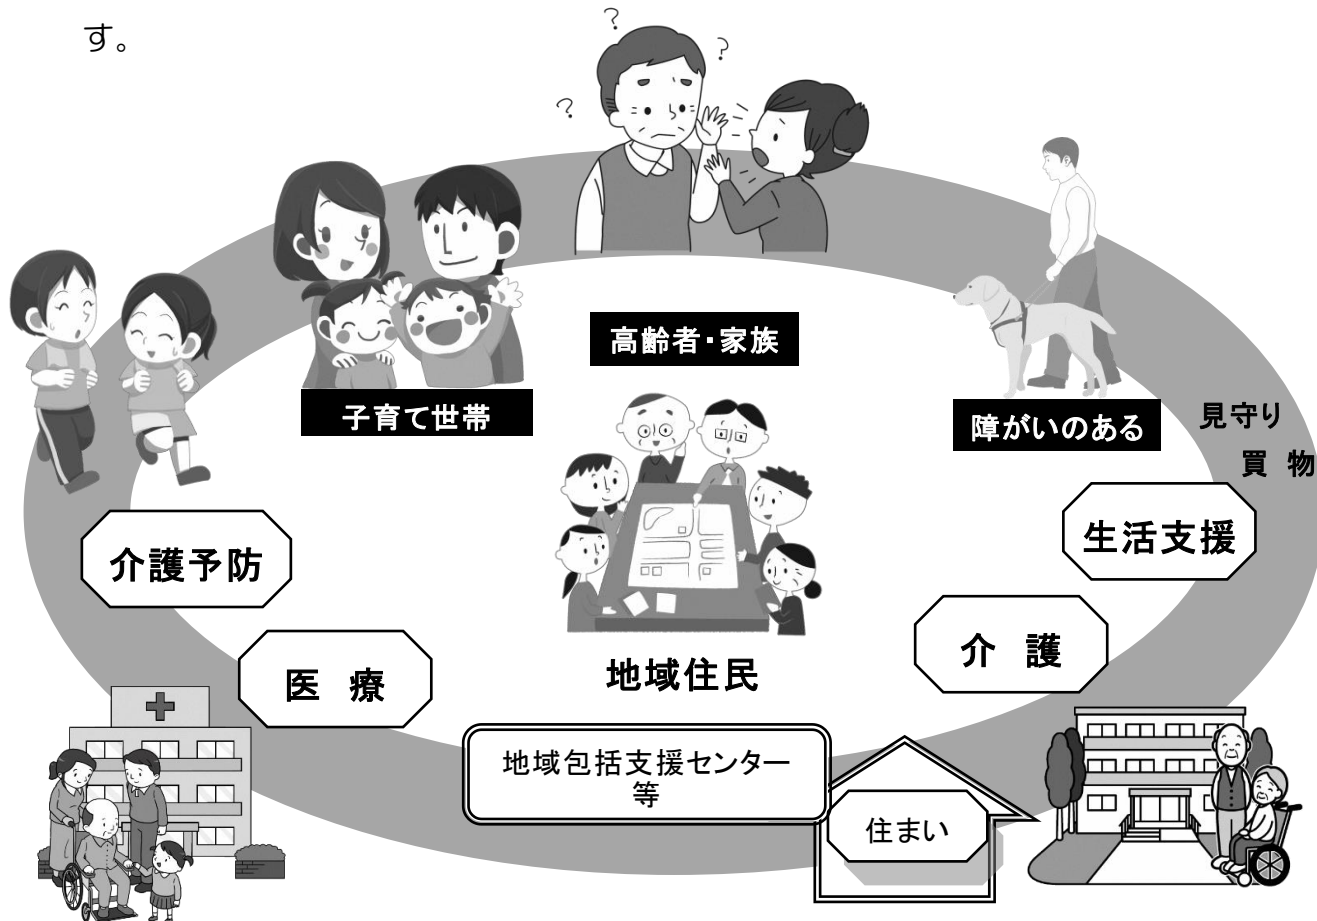 す。
?
?
?
高齢者・家族
子育て世帯
障がいのある
見守り
買 物
介護予防
生活支援
医 療
介 護
地域住民
地域包括支援センター
等
住まい